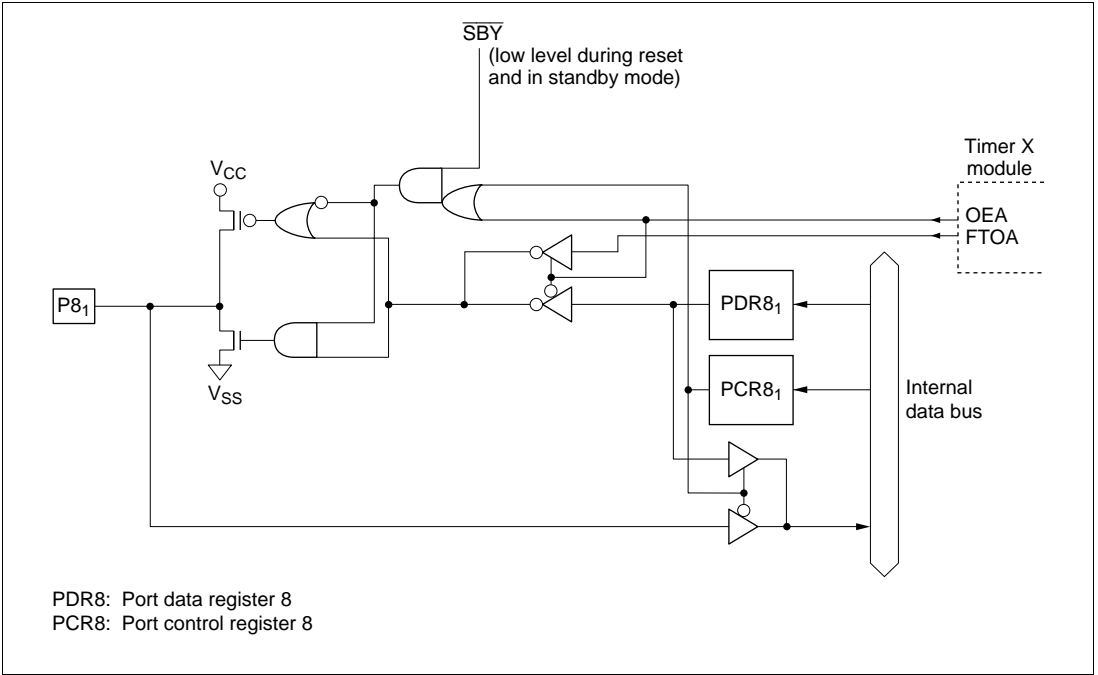 SBY
(low level during reset
and in standby mode)
Timer X
module
VCC
OEA
FTOA
P81
PDR81
PCR81
VSS
Internal
data bus
PDR8: Port data register 8
PCR8: Port control register 8